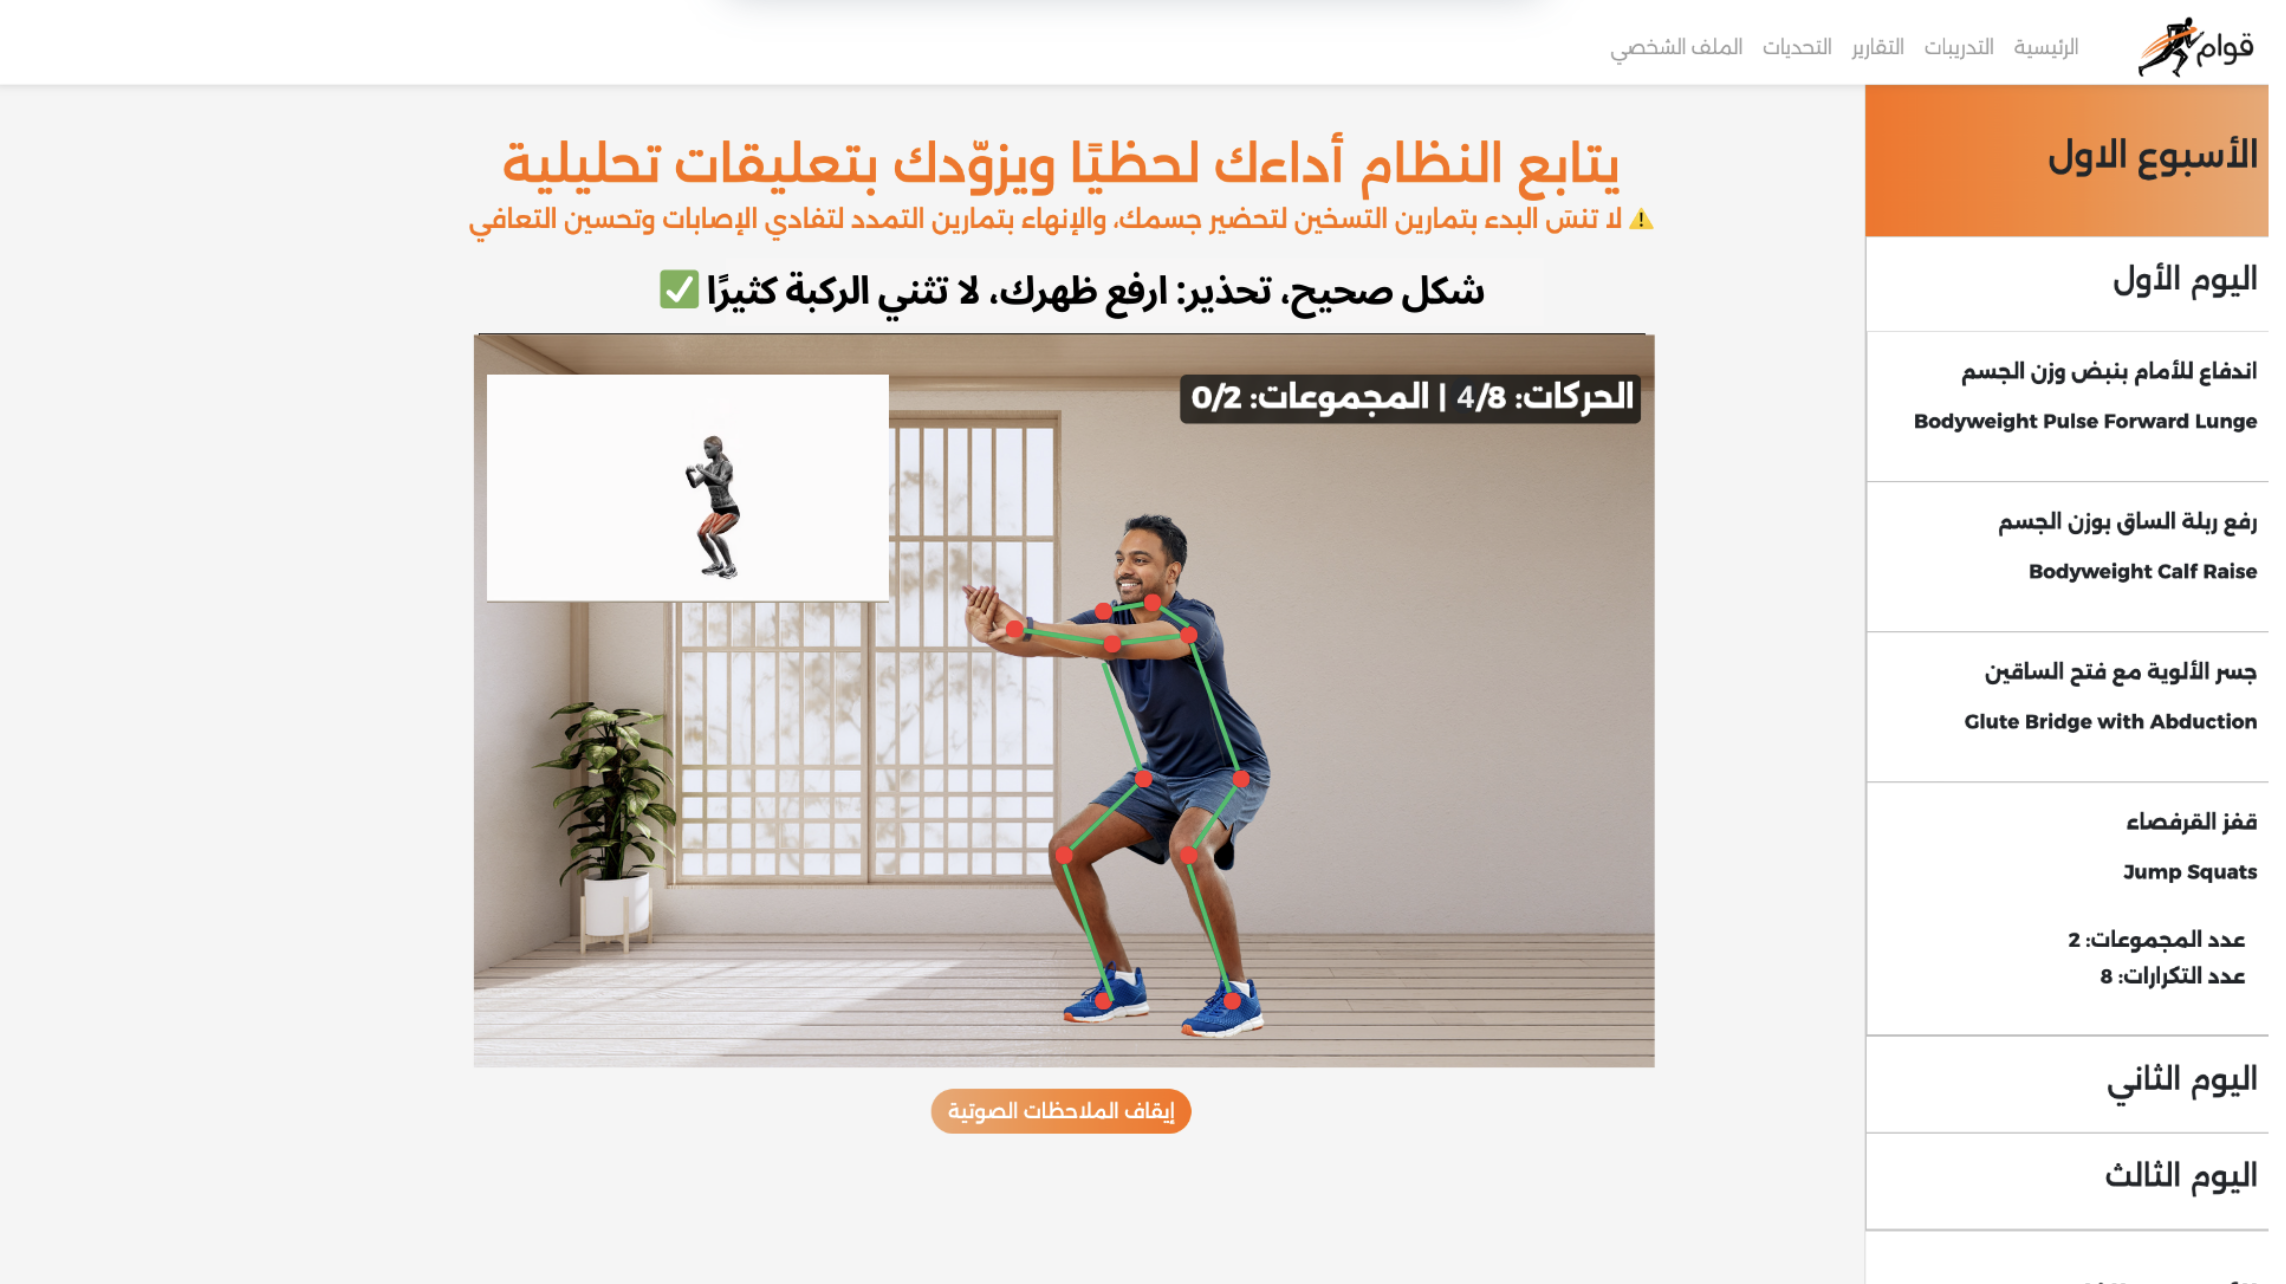 قوام
الرئيسية
التدريبات
التقارير
التحديات
الملف الشخصي
الأسبوع الاول
اليوم الأول
اندفاع للأمام بنبض وزن الجسم
Bodyweight Pulse Forward Lunge
رفع ربلة الساق بوزن الجسم
Bodyweight Calf Raise
جسر الألوية مع فتح الساقين
Glute Bridge with Abduction
قفز القرفصاء
Jump Squats
عدد المجموعات: 2
عدد التكرارات: 8
اليوم الثاني
اليوم الثالث
يتابع النظام أداءك لحظيًا ويزوّدك بتعليقات تحليلية
⚠️ لا تنسَ البدء بتمارين التسخين لتحضير جسمك، والإنهاء بتمارين التمدد لتفادي الإصابات وتحسين التعافي
شكل صحيح، تحذير: ارفع ظهرك، لا تثني الركبة كثيرًا ✅
الحركات: 4/8 | المجموعات: 0/2
إيقاف الملاحظات الصوتية